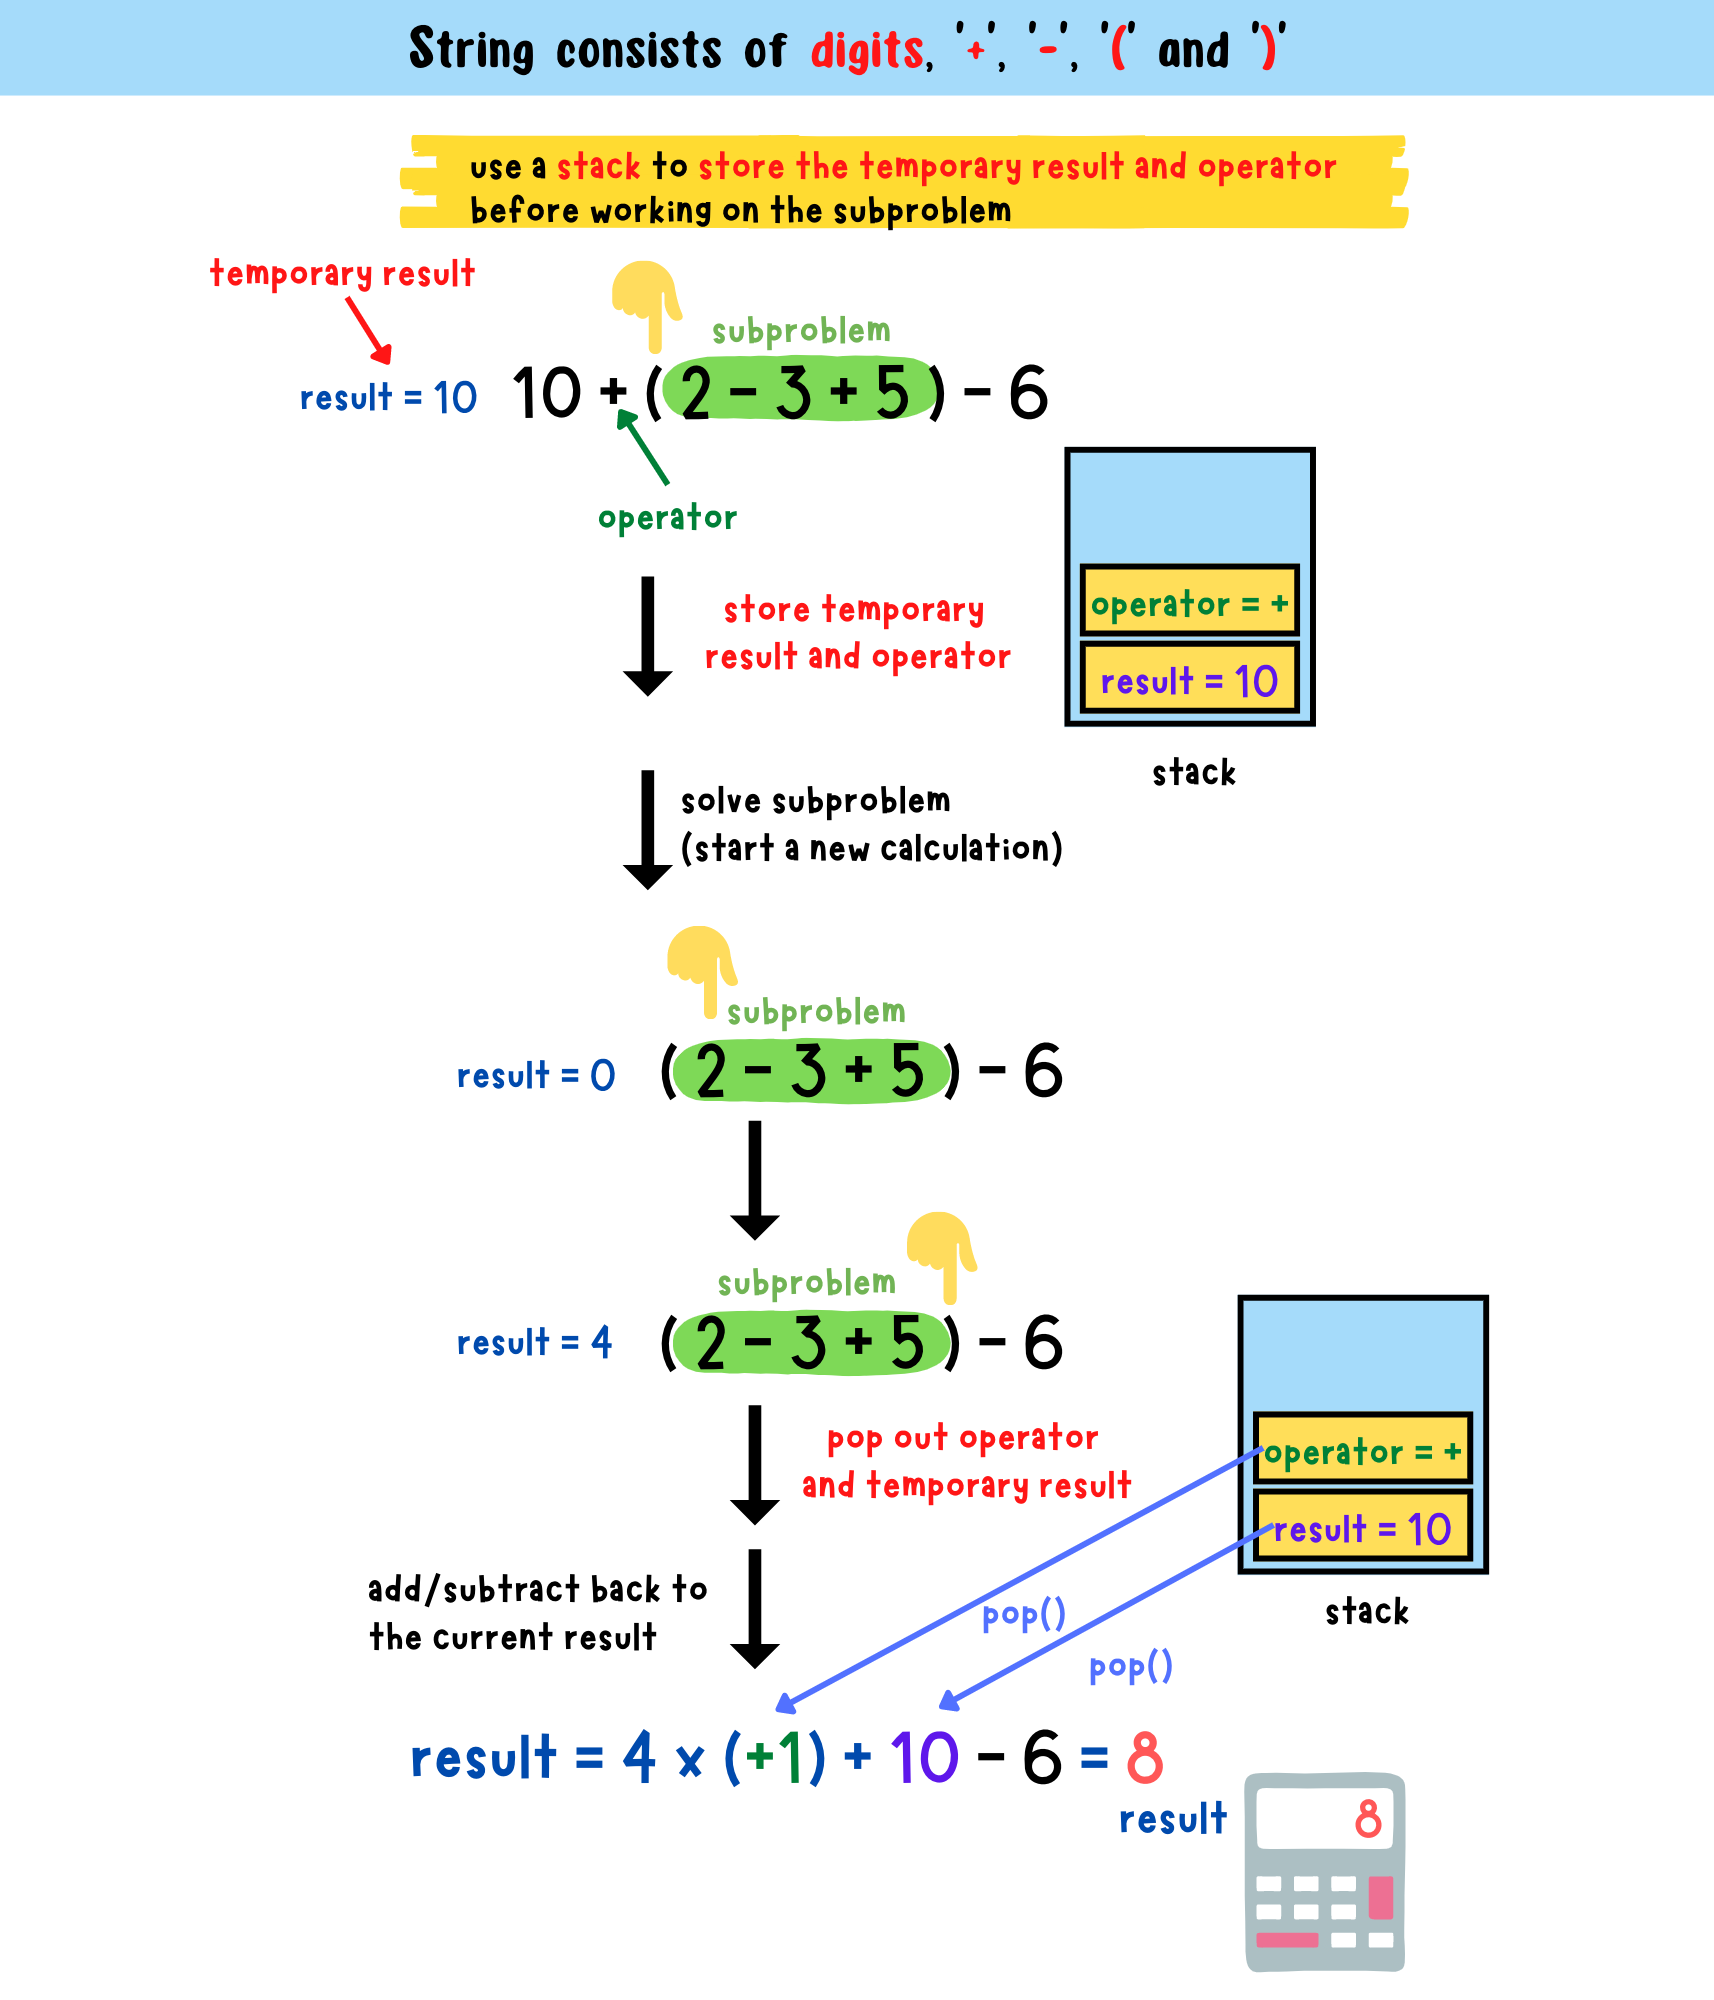 String consists of digits, '+', '-', '(' and ')'
use a stack to store the temporary result and operator
before working on the subproblem
temporary result
subproblem
result = 10
10 + (2 - 3 + 5) - 6
operator
store temporary
result and operator
operator = +
result = 10
stack
solve subproblem
(start a new calculation)
subproblem
result = 0
(2 - 3 + 5) - 6
subproblem
result = 4
(2 - 3 + 5) - 6
pop out operator
and temporary result
operator = +
result = 10
stack
add/subtract back to
the current result
pop()
pop()
result = 4 x (+1) + 10 - 6 = 8
result
8